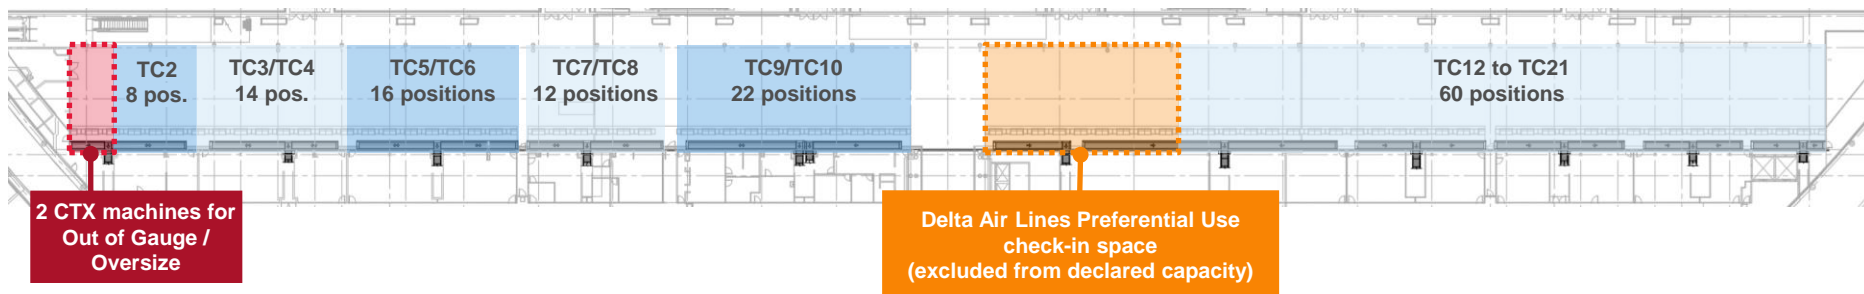 TC2
8 pos.
TC3/TC4
14 pos.
TC5/TC6
16 positions
TC7/TC8
12 positions
TC9/TC10
22 positions
TC12 to TC21
60 positions
2 CTX machines for
Out of Gauge /
Oversize
Delta Air Lines Preferential Use
check-in space
(excluded from declared capacity)